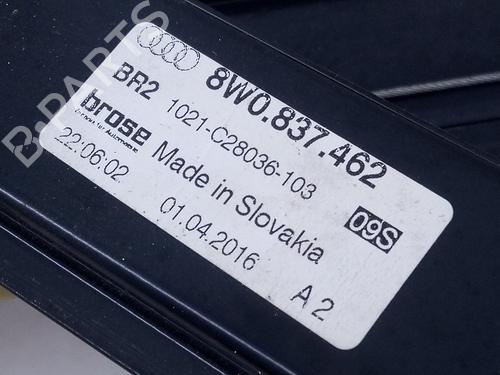 8W0.837.462
BR2 1021-C28036-103
brose
22:06:02 Made in Slovakia
09S
01.04.2016
A 2
B-PARTS